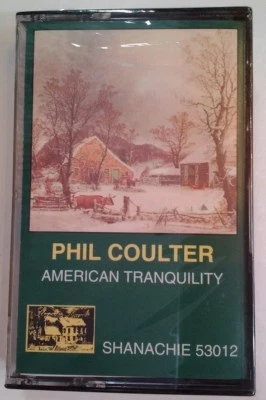 PHIL COULTER
AMERICAN TRANQUILITY
SHANACHIE 53012